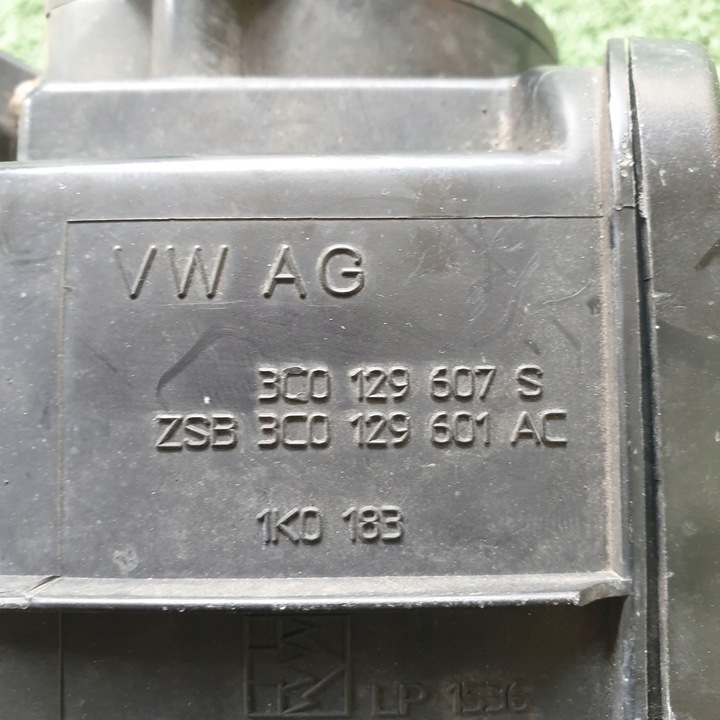 VW AG
3C0 129 607 S
ZSB 3C0 129 601 AC
1K0 183
LP 1536